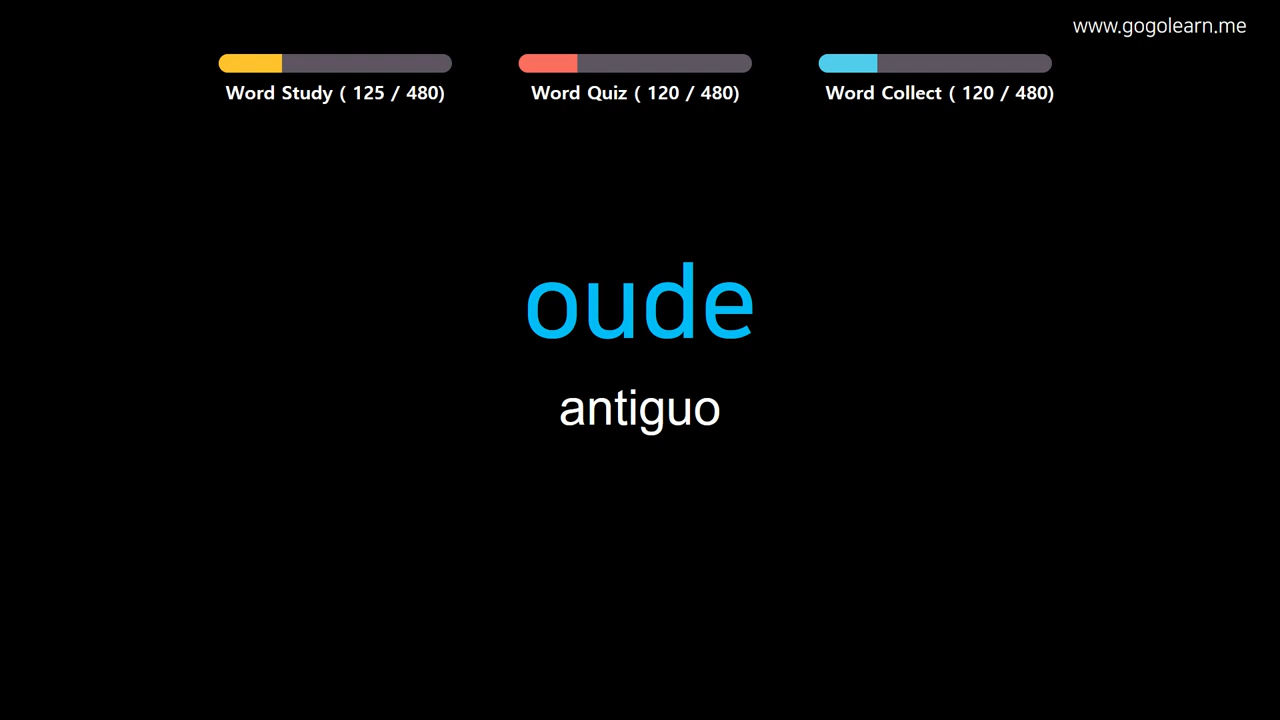 www.gogolearn.me
Word Study ( 125 / 480)
Word Quiz ( 120 / 480)
Word Collect ( 120 / 480)
oude
antiguo